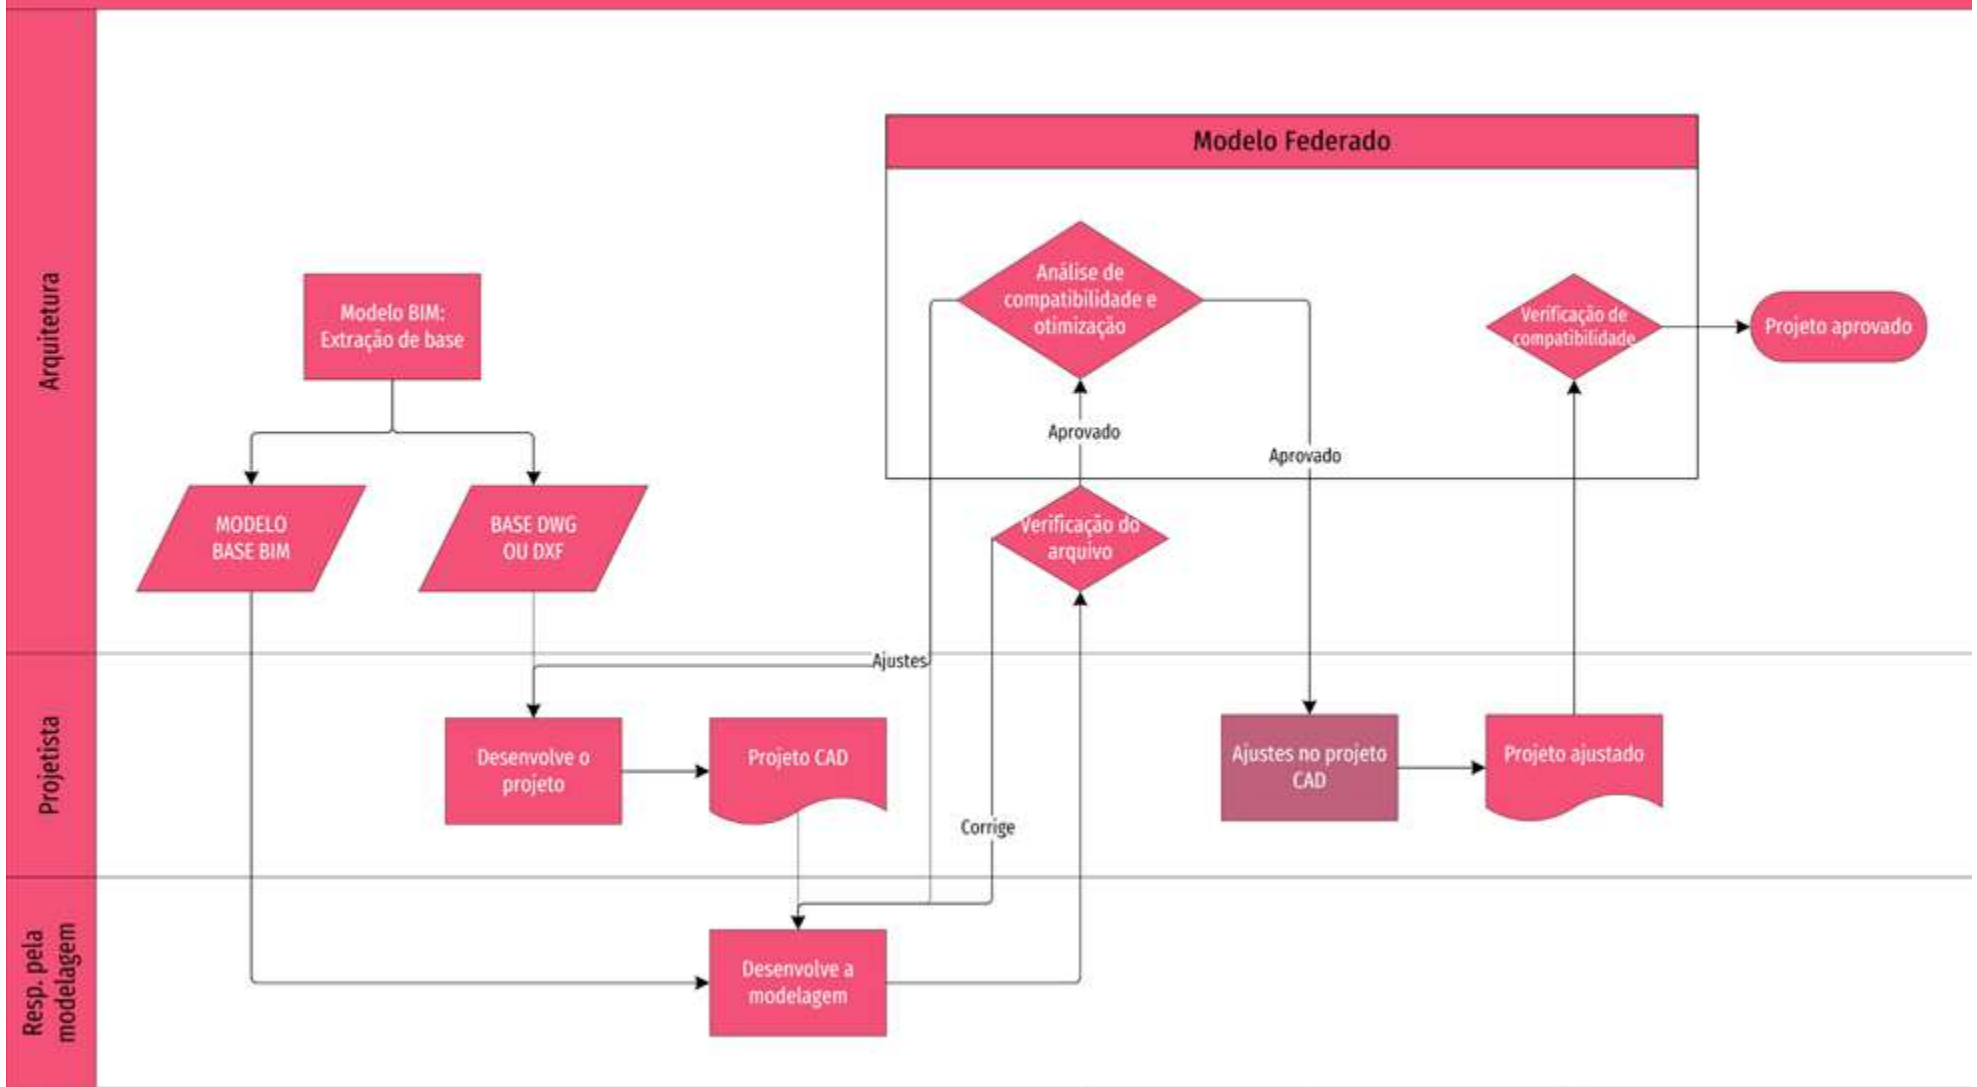 Modelo Federado
Arquitetura
Análise de
compatibilidade e
otimização
Modelo BIM:
Extração de base
Verificação de
compatibilidade
Projeto aprovado
Aprovado
Aprovado
MODELO
BASE BIM
BASE DWG
OU DXF
Verificação do
arquivo
Ajustes
Projetista
Desenvolve o
projeto
Projeto CAD
Ajustes no projeto
CAD
Projeto ajustado
Corrige
Resp. pela
modelagem
Desenvolve a
modelagem